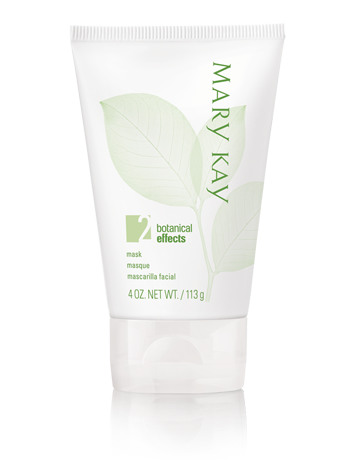 MARY KAY
2
botanical
effects
mask
masque
mascarilla facial
4 OZ. NET WT. / 113 g